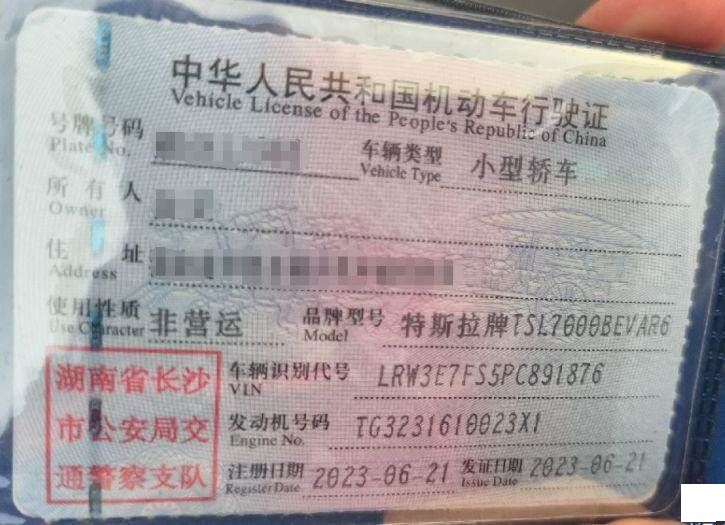 中华人民共和国机动车行驶证
Vehicle License of the People's Republic of China
号牌号码
Plate No.
车辆类型
Vehicle Type
小型轿车
所有人
Owner
住址
Address
使用性质
Use Character
非营运
品牌型号
Model
特斯拉牌TSL7000BEVAR6
湖南省长沙
市公安局交
通警察支队
车辆识别代号
VIN
LRW3E7FS5PC891876
发动机号码
Engine No.
TG3231610023X1
注册日期
Register Date
2023-06-21
发证日期
Issue Date
2023-06-21